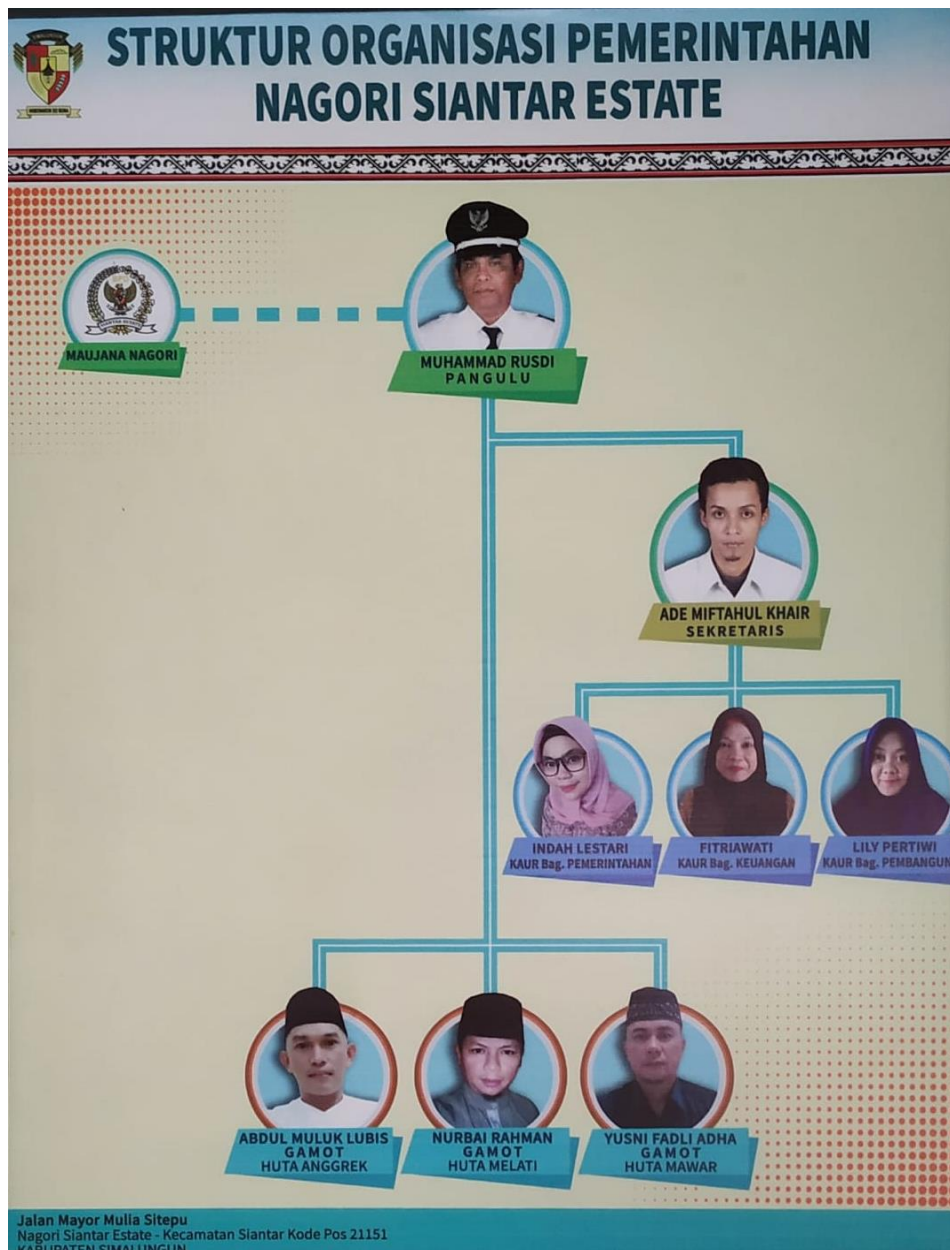 STRUKTUR ORGANISASI PEMERINTAHAN
NAGORI SIANTAR ESTATE
MAUJANA NAGORI
MUHAMMAD RUSDI
PANGULU
ADE MIFTAHUL KHAIR
SEKRETARIS
INDAH LESTARI
KAUR Bag. PEMERINTAHAN
FITRIAWATI
KAUR Bag. KEUANGAN
LILY PERTIWI
KAUR Bag. PEMBANGUN
ABDUL MULUK LUBIS
GAMOT
HUTA ANGGREK
NURBAI RAHMAN
GAMOT
HUTA MELATI
YUSNI FADLI ADHA
GAMOT
HUTA MAWAR
Jalan Mayor Mulia Sitepu
Nagori Siantar Estate - Kecamatan Siantar Kode Pos 21151
KABUPATEN SIMALUNGUN